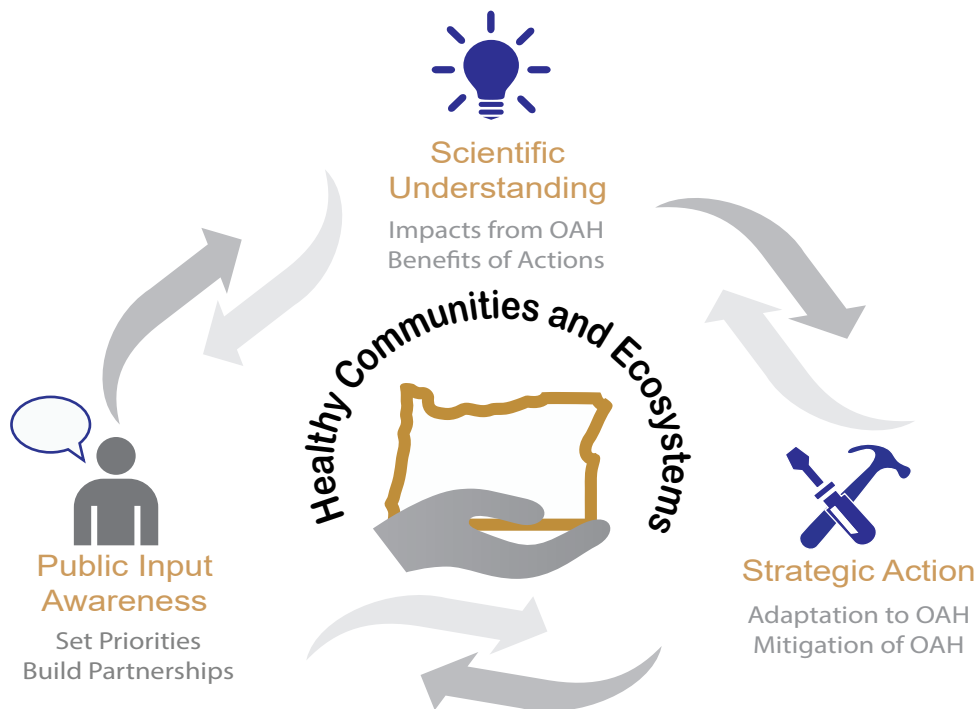 Scientific
Understanding
Impacts from OAH
Benefits of Actions
Healthy Communities and Ecosystems
Public Input
Awareness
Set Priorities
Build Partnerships
Strategic Action
Adaptation to OAH
Mitigation of OAH